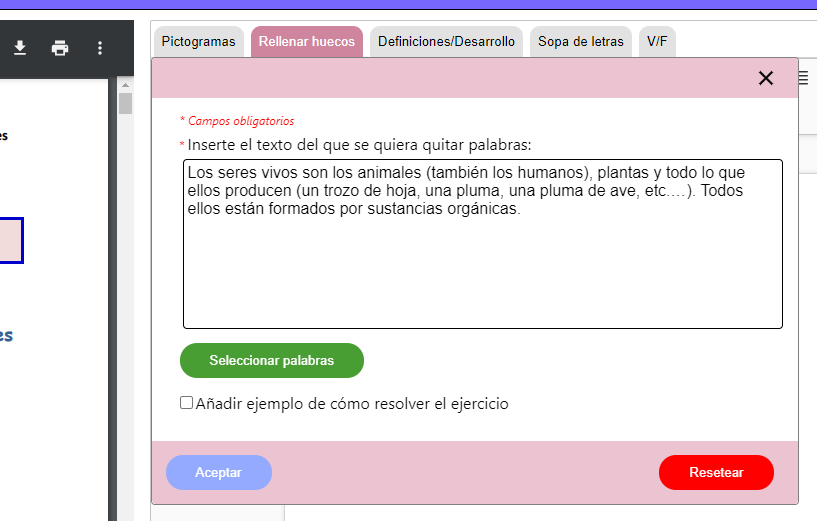 Pictogramas Rellenar huecos Definiciones/Desarrollo Sopa de letras V/F
* Campos obligatorios
* Inserte el texto del que se quiera quitar palabras:
Los seres vivos son los animales (también los humanos), plantas y todo lo que
ellos producen (un trozo de hoja, una pluma, una pluma de ave, etc.…). Todos
ellos están formados por sustancias orgánicas.
Seleccionar palabras
Añadir ejemplo de cómo resolver el ejercicio
Aceptar Resetear